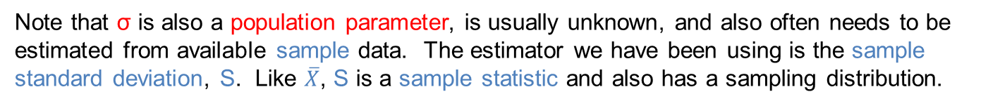 Note that σ is also a population parameter, is usually unknown, and also often needs to be
estimated from available sample data.  The estimator we have been using is the sample
standard deviation, S.  Like X̄, S is a sample statistic and also has a sampling distribution.